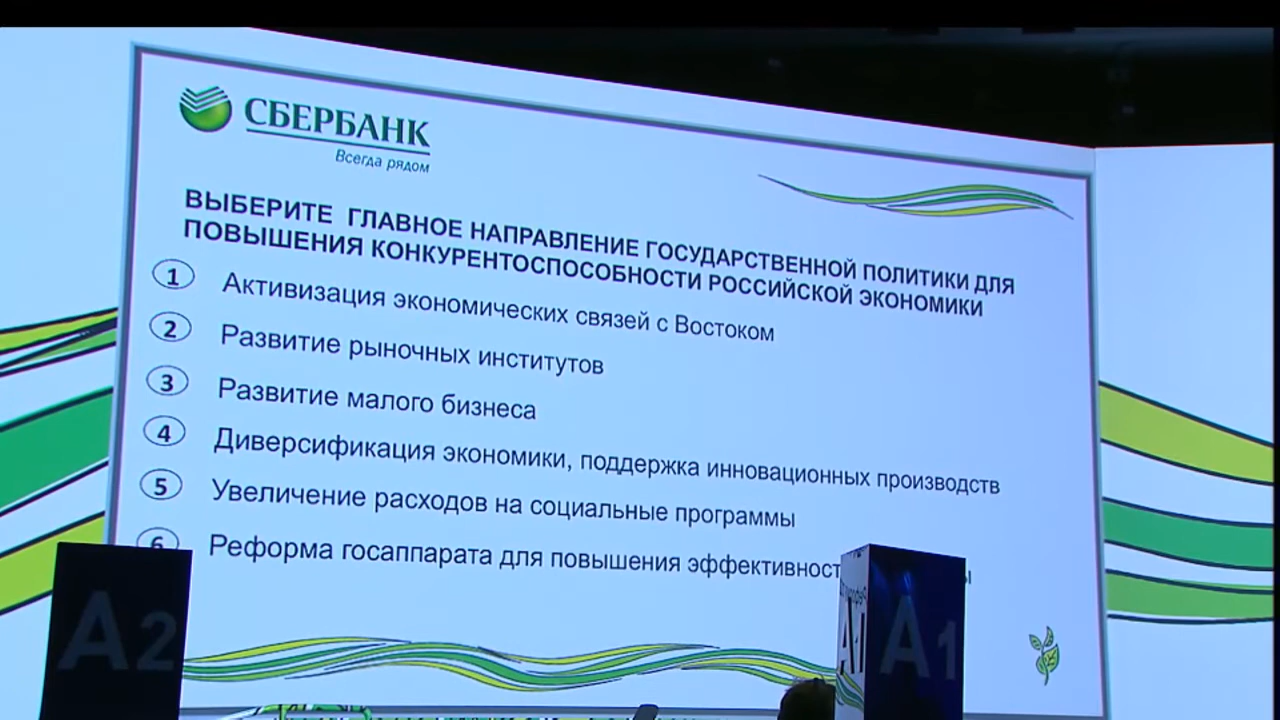 СБЕРБАНК
Всегда рядом
ВЫБЕРИТЕ ГЛАВНОЕ НАПРАВЛЕНИЕ ГОСУДАРСТВЕННОЙ ПОЛИТИКИ ДЛЯ
ПОВЫШЕНИЯ КОНКУРЕНТОСПОСОБНОСТИ РОССИЙСКОЙ ЭКОНОМИКИ
1 Активизация экономических связей с Востоком
2 Развитие рыночных институтов
3 Развитие малого бизнеса
4 Диверсификация экономики, поддержка инновационных производств
5 Увеличение расходов на социальные программы
6 Реформа госаппарата для повышения
A2
A1